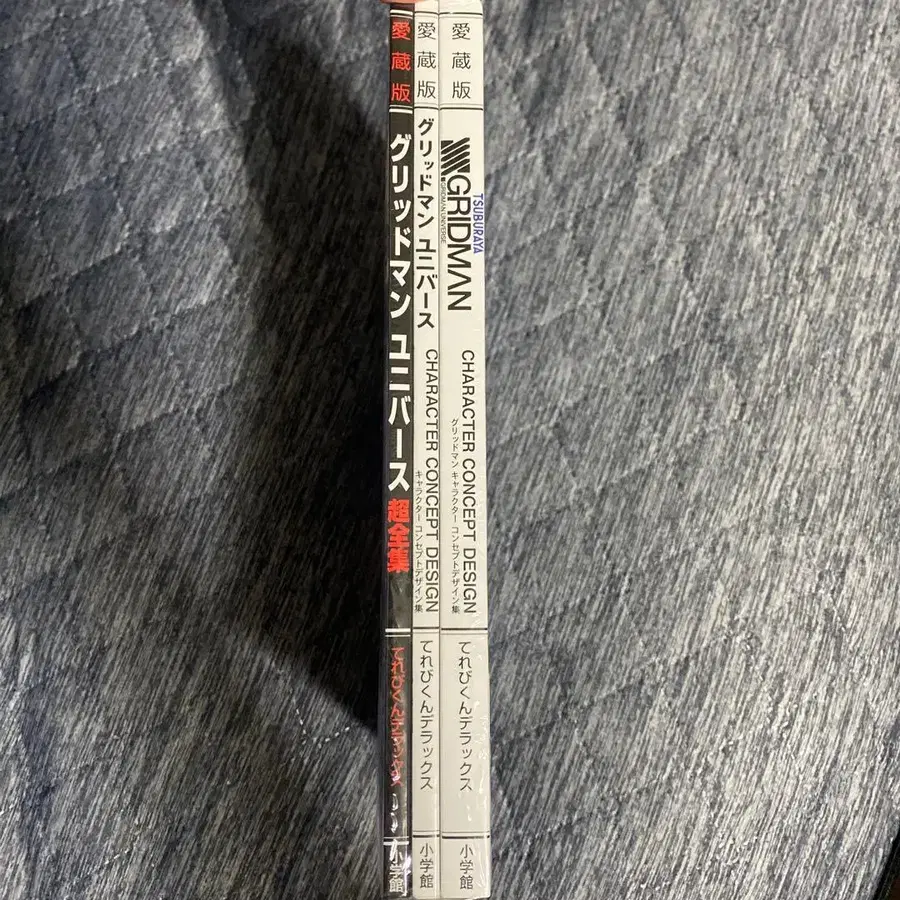 愛蔵版
グリッドマン ユニバース
超全集
てれびくんデラックス
小学館
愛蔵版
グリッドマン ユニバース
CHARACTER CONCEPT DESIGN
キャラクター コンセプトデザイン集
てれびくんデラックス
小学館
愛蔵版
TSUBURAYA
GRIDMAN
GRIDMAN UNIVERSE
CHARACTER CONCEPT DESIGN
グリッドマン キャラクター コンセプトデザイン集
てれびくんデラックス
小学館